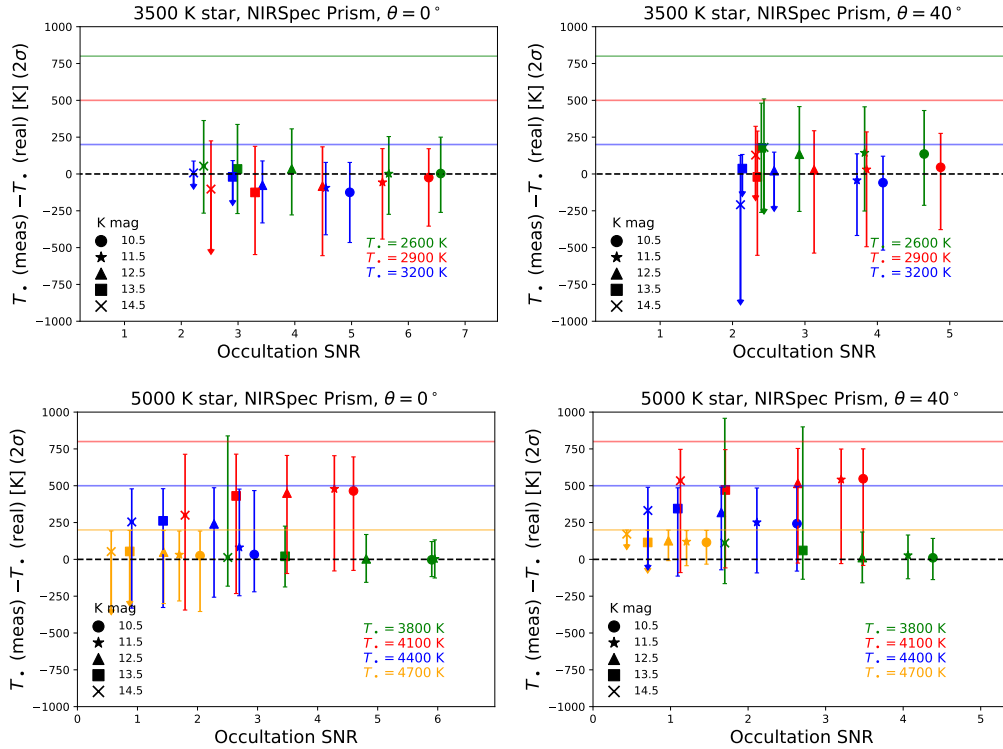 3500 K star, NIRSpec Prism, θ = 0°
1000
750
500
250
0
−250
−500
−750
−1000
T• (meas) − T• (real) [K] (2σ)
K mag
10.5
11.5
12.5
13.5
14.5
T• = 2600 K
T• = 2900 K
T• = 3200 K
1 2 3 4 5 6 7
Occultation SNR
3500 K star, NIRSpec Prism, θ = 40°
1000
750
500
250
0
−250
−500
−750
−1000
T• (meas) − T• (real) [K] (2σ)
K mag
10.5
11.5
12.5
13.5
14.5
T• = 2600 K
T• = 2900 K
T• = 3200 K
1 2 3 4 5
Occultation SNR
5000 K star, NIRSpec Prism, θ = 0°
1000
750
500
250
0
−250
−500
−750
−1000
T• (meas) − T• (real) [K] (2σ)
K mag
10.5
11.5
12.5
13.5
14.5
T• = 3800 K
T• = 4100 K
T• = 4400 K
T• = 4700 K
0 1 2 3 4 5 6
Occultation SNR
5000 K star, NIRSpec Prism, θ = 40°
1000
750
500
250
0
−250
−500
−750
−1000
T• (meas) − T• (real) [K] (2σ)
K mag
10.5
11.5
12.5
13.5
14.5
T• = 3800 K
T• = 4100 K
T• = 4400 K
T• = 4700 K
0 1 2 3 4 5
Occultation SNR